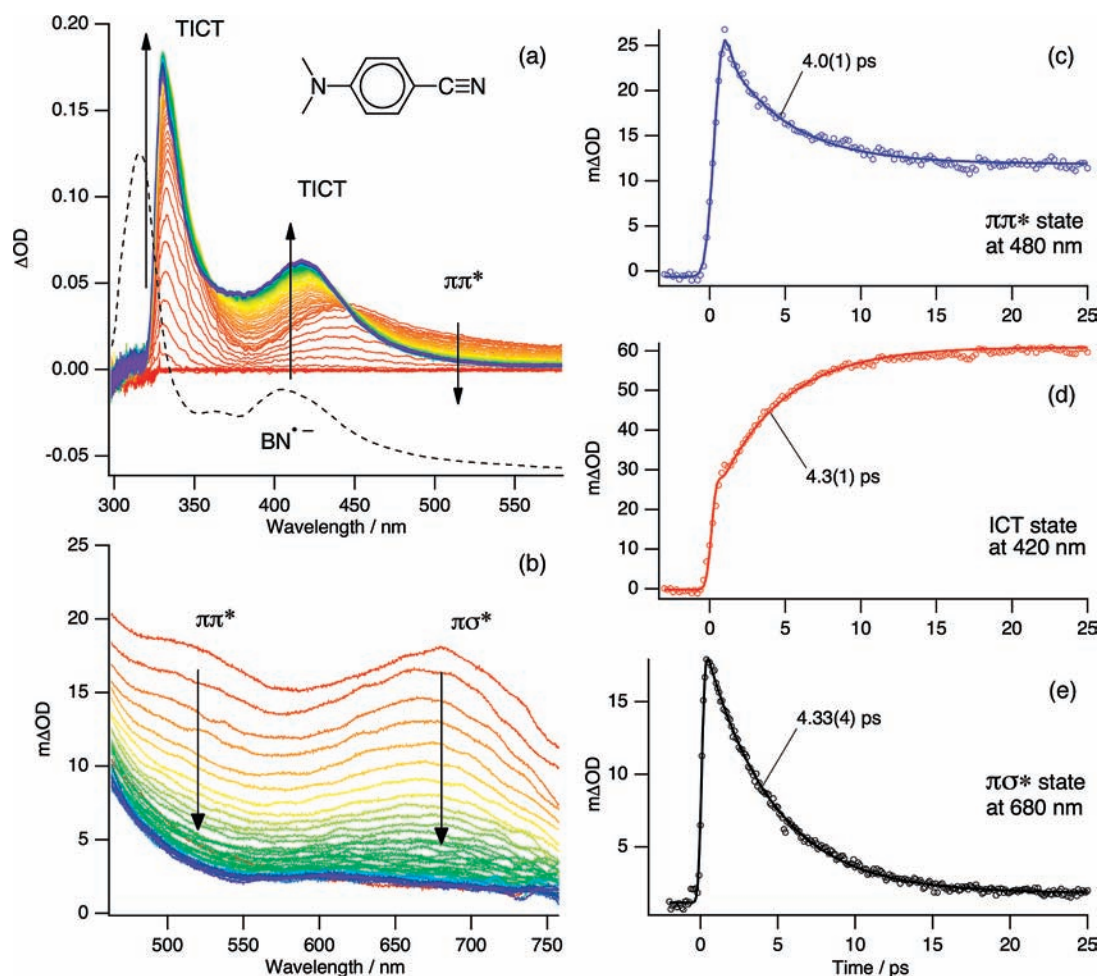 0.20
0.15
0.10
0.05
0.00
-0.05
ΔOD
TICT
(a)
N
C≡N
TICT
ππ*
BN•−
300 350 400 450 500 550
Wavelength / nm
25
20
15
10
5
0
mΔOD
(b)
ππ*
πσ*
500 550 600 650 700 750
Wavelength / nm
25
20
15
10
5
0
mΔOD
(c)
4.0(1) ps
ππ* state
at 480 nm
0 5 10 15 20 25
60
50
40
30
20
10
0
mΔOD
(d)
4.3(1) ps
ICT state
at 420 nm
0 5 10 15 20 25
15
10
5
mΔOD
(e)
4.33(4) ps
πσ* state
at 680 nm
0 5 10 15 20 25
Time / ps